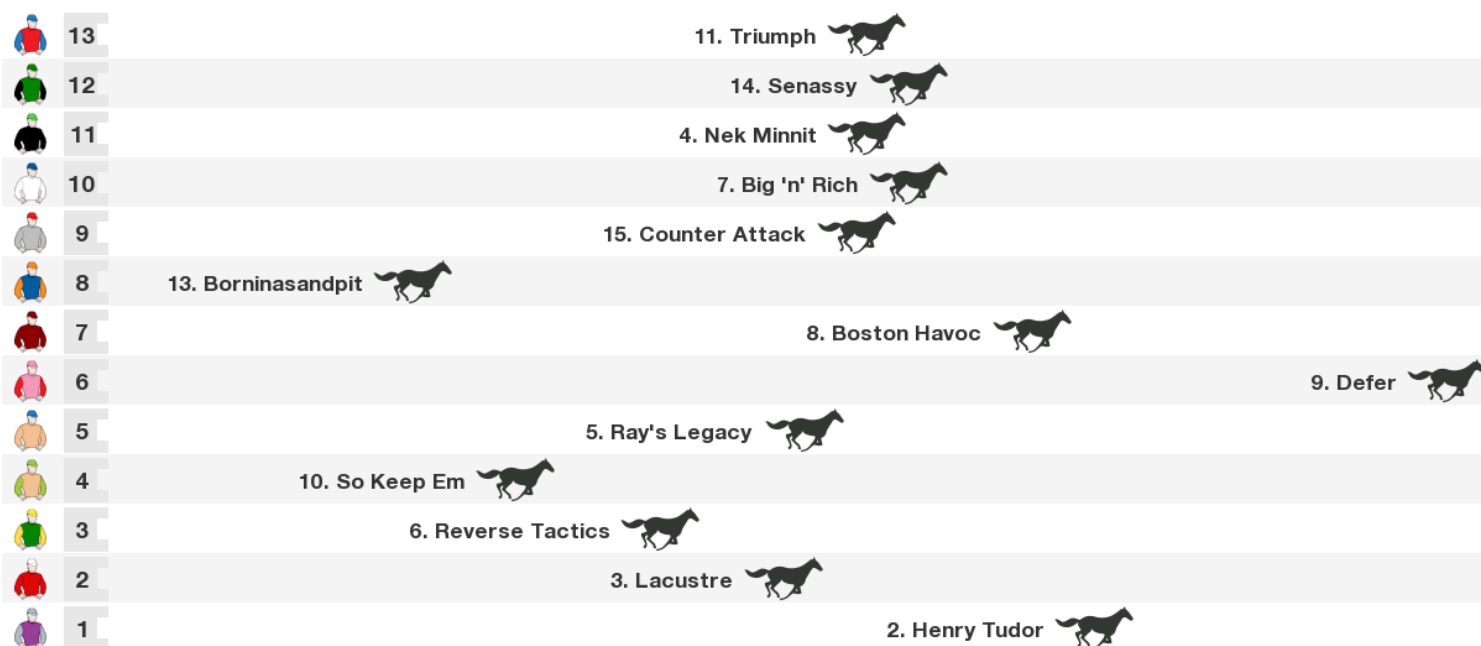 13 11. Triumph
12 14. Senassy
11 4. Nek Minnit
10 7. Big 'n' Rich
9 15. Counter Attack
8 13. Borninasandpit
7 8. Boston Havoc
6 9. Defer
5 5. Ray's Legacy
4 10. So Keep Em
3 6. Reverse Tactics
2 3. Lacustre
1 2. Henry Tudor